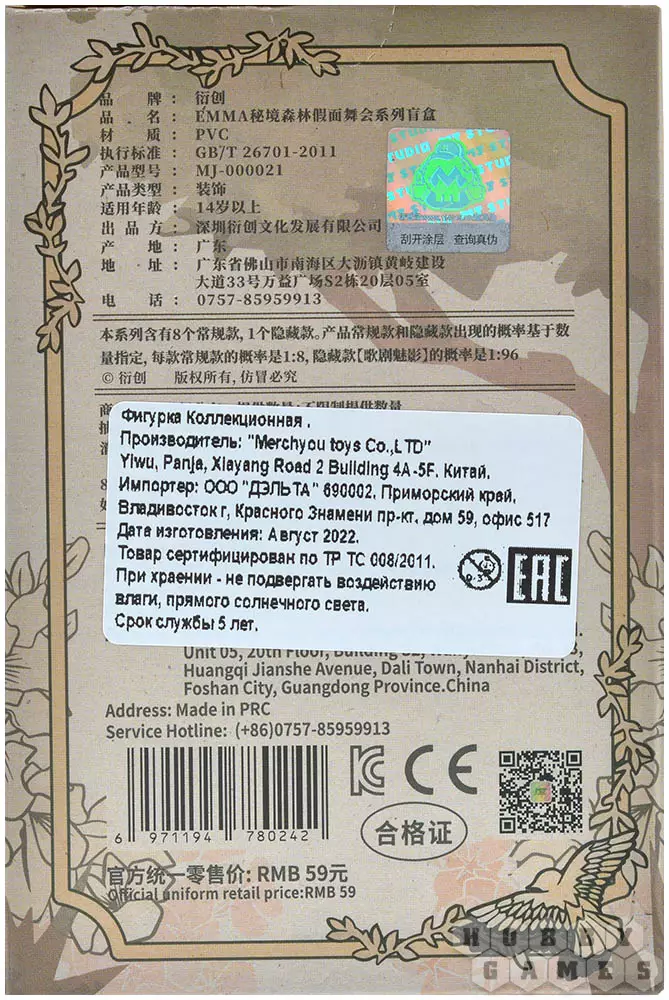 品 牌 : 衍创
品 名 : EMMA秘境森林假面舞会系列盲盒
材 质 : PVC
执行标准 : GB/T 26701-2011
产品型号 : MJ-000021
产品类型 : 装饰
适用年龄 : 14岁以上
出 品 方 : 深圳衍创文化发展有限公司
产 地 : 广东
地 址 : 广东省佛山市南海区大沥镇黄岐建设
大道33号万益广场S2栋20层05室
电 话 : 0757-85959913
刮开涂层 查询真伪
本系列含有8个常规款, 1个隐藏款。产品常规款和隐藏款出现的概率基于数
量指定, 每款常规款的概率是1:8, 隐藏款【歌剧魅影】的概率是1:96
© 衍创 版权所有, 仿冒必究
Фигурка Коллекционная .
Производитель: "Merchyou toys Co.,LTD"
Yiwu, Panja, Xiayang Road 2 Building 4A-5F. Китай.
Импортер: ООО "ДЭЛЬТА" 690002, Приморский край,
Владивосток г, Красного Знамени пр-кт, дом 59, офис 517
Дата изготовления: Август 2022.
Товар сертифицирован по ТР ТС 008/2011.
При храении - не подвергать воздействию
влаги, прямого солнечного света.
Срок службы 5 лет.
0-3
EAC
Unit 05, 20th Floor, Building S2,
Huangqi Jianshe Avenue, Dali Town, Nanhai District,
Foshan City, Guangdong Province.China
Address: Made in PRC
Service Hotline: (+86)0757-85959913
CE
6 971194 780242
合格证
官方统一零售价: RMB 59元
Official uniform retail price:RMB 59
HOBBY
GAMES